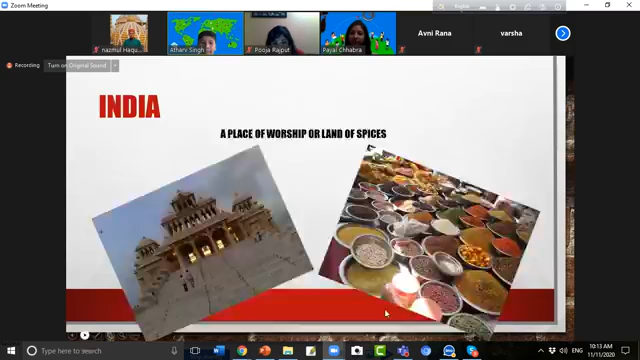 Zoom Meeting
English
nazmul Haqu...
Atharv Singh
Pooja Rajput
Payal Chhabra
Avni Rana
varsha
Recording
Turn on Original Sound
INDIA
A PLACE OF WORSHIP OR LAND OF SPICES
Type here to search
ENG
10:13 AM
11/11/2020